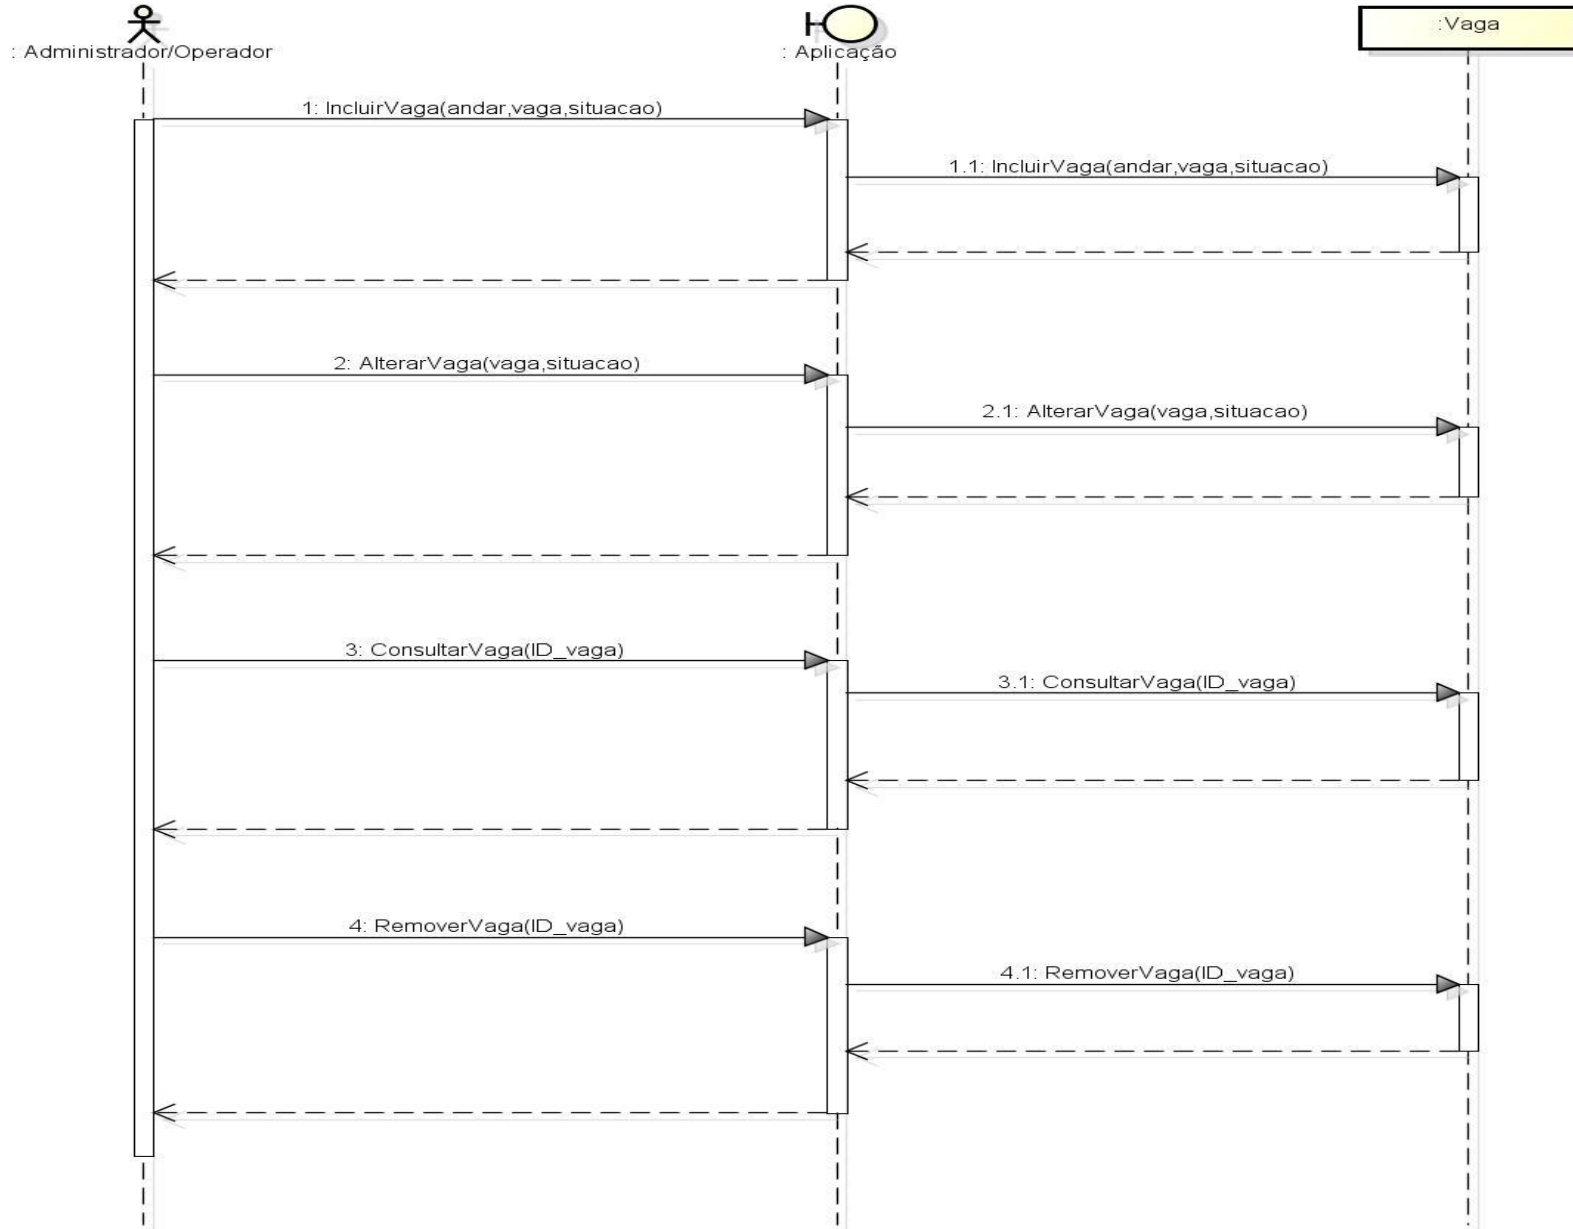 : Administrador/Operador
: Aplicação
:Vaga
1: IncluirVaga(andar,vaga,situacao)
1.1: IncluirVaga(andar,vaga,situacao)
2: AlterarVaga(vaga,situacao)
2.1: AlterarVaga(vaga,situacao)
3: ConsultarVaga(ID_vaga)
3.1: ConsultarVaga(ID_vaga)
4: RemoverVaga(ID_vaga)
4.1: RemoverVaga(ID_vaga)